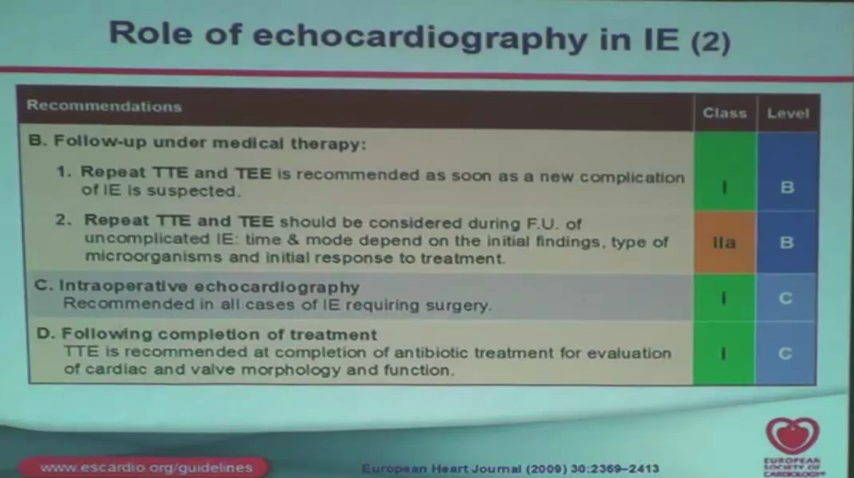 Role of echocardiography in IE (2)
Recommendations Class Level
B. Follow-up under medical therapy:
1. Repeat TTE and TEE is recommended as soon as a new complication
of IE is suspected.
I B
2. Repeat TTE and TEE should be considered during F.U. of
uncomplicated IE: time & mode depend on the initial findings, type of
microorganisms and initial response to treatment.
IIa B
C. Intraoperative echocardiography
Recommended in all cases of IE requiring surgery.
I C
D. Following completion of treatment
TTE is recommended at completion of antibiotic treatment for evaluation
of cardiac and valve morphology and function.
I C
www.escardio.org/guidelines
European Heart Journal (2009) 30:2369–2413
EUROPEAN
SOCIETY OF
CARDIOLOGY®